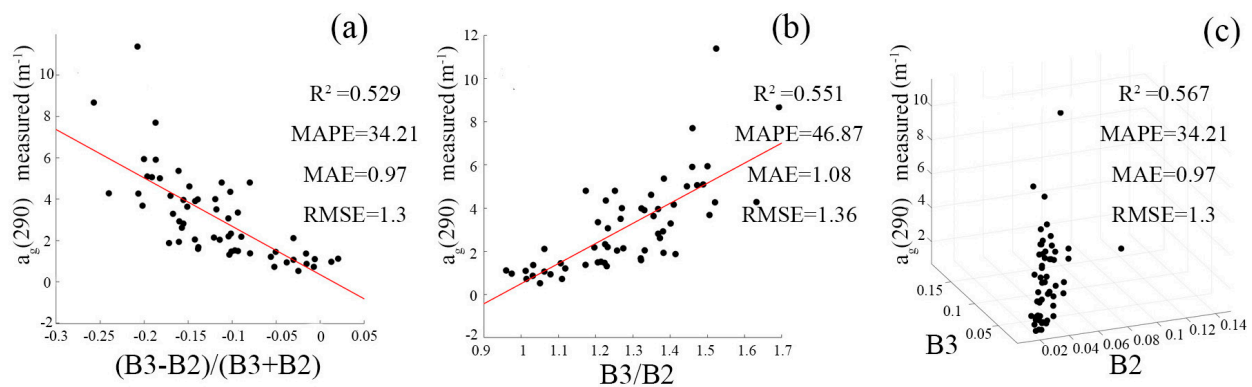 (a)
a_g(290) measured (m⁻¹)
10
8
6
4
2
0
-2
-0.3 -0.25 -0.2 -0.15 -0.1 -0.05 0 0.05
(B3-B2)/(B3+B2)
R² =0.529
MAPE=34.21
MAE=0.97
RMSE=1.3
(b)
a_g(290) measured (m⁻¹)
12
10
8
6
4
2
0
-2
0.9 1 1.1 1.2 1.3 1.4 1.5 1.6 1.7
B3/B2
R² =0.551
MAPE=46.87
MAE=1.08
RMSE=1.36
(c)
a_g(290) measured (m⁻¹)
10
8
6
4
2
0.15
0.1
0.05
B3
0.02 0.04 0.06 0.08 0.1 0.12 0.14
B2
R² =0.567
MAPE=34.21
MAE=0.97
RMSE=1.3